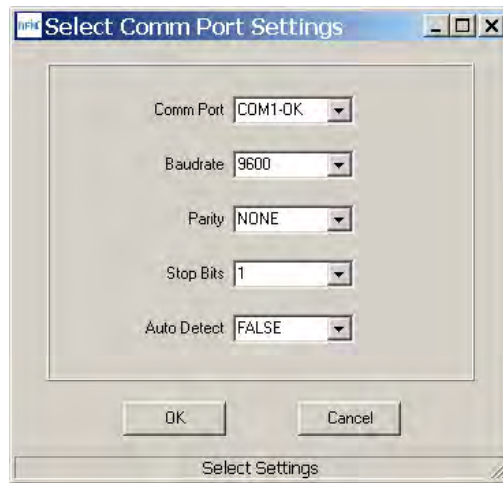 Select Comm Port Settings
Comm Port COM1-OK
Baudrate 9600
Parity NONE
Stop Bits 1
Auto Detect FALSE
OK Cancel
Select Settings